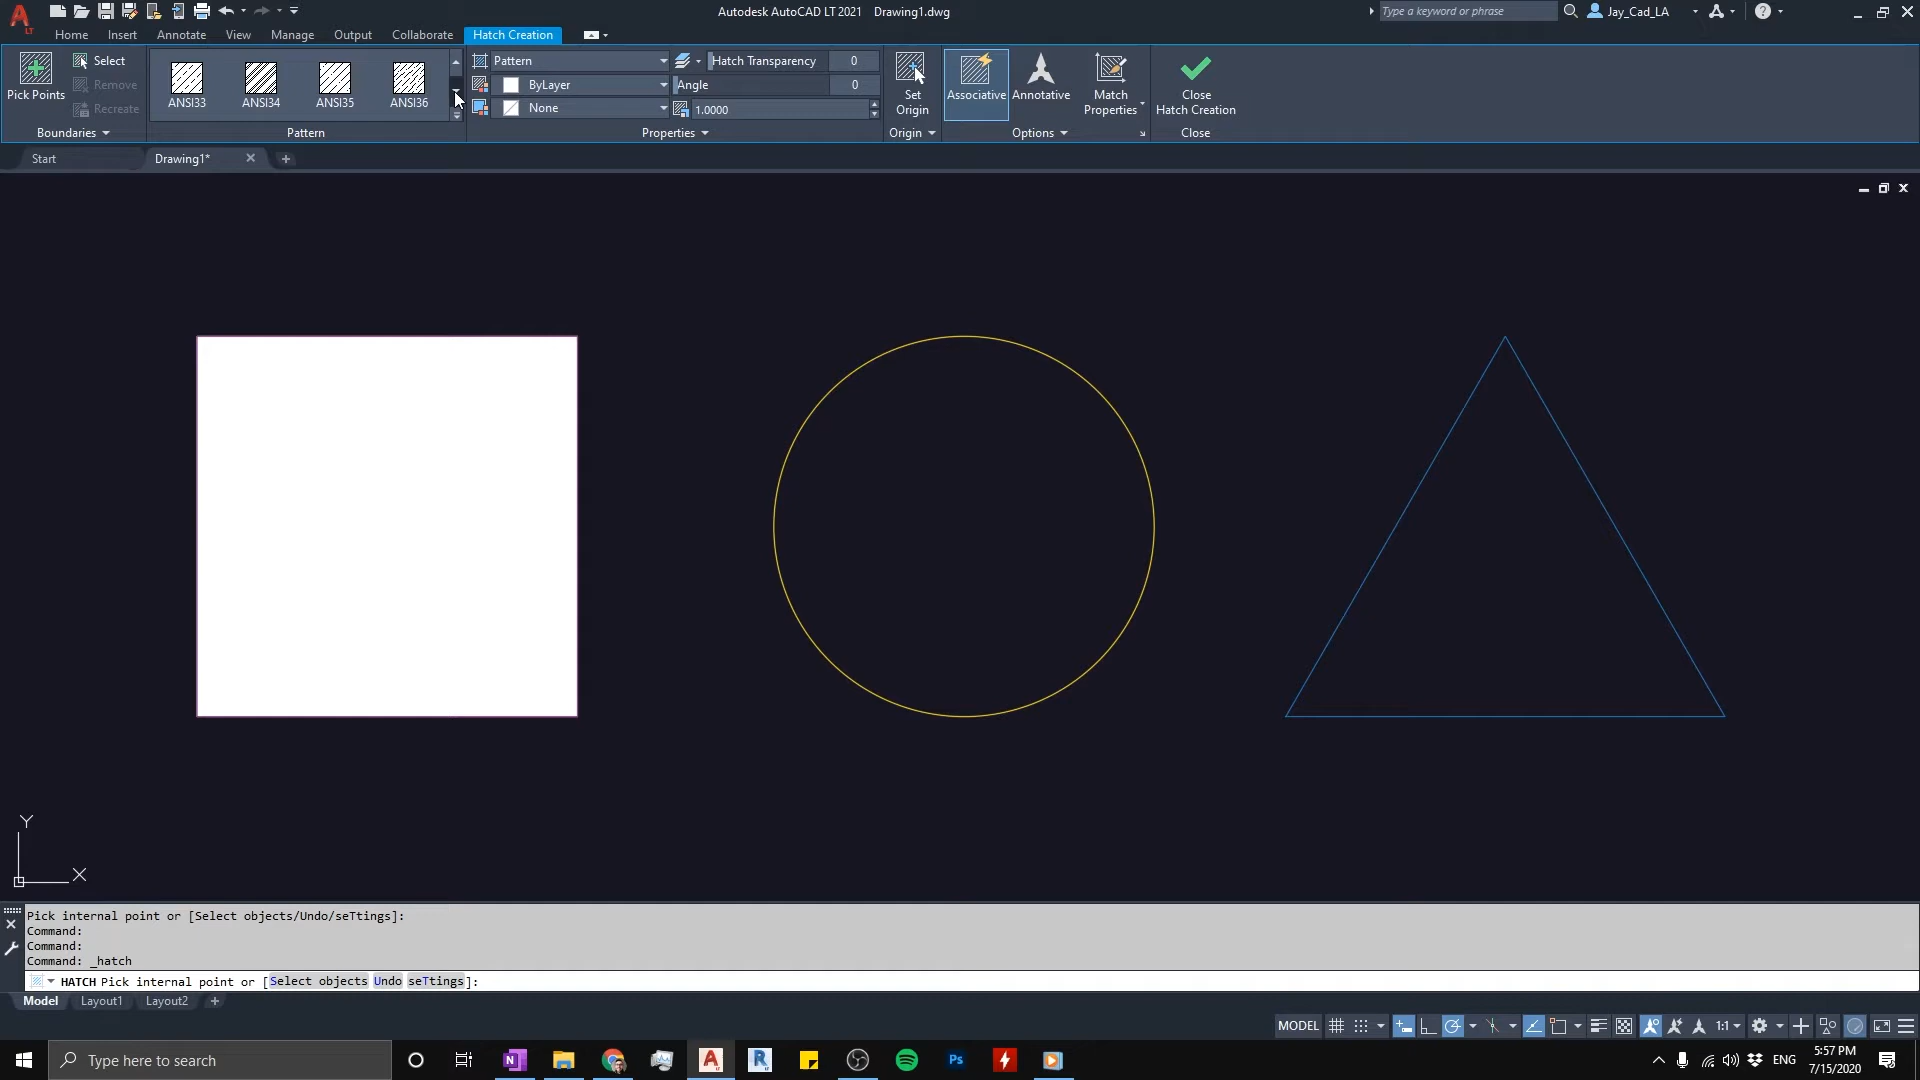 Autodesk AutoCAD LT 2021 Drawing1.dwg
Type a keyword or phrase
Jay_Cad_LA
LT
Home Insert Annotate View Manage Output Collaborate Hatch Creation
Pick Points
Select
Remove
Recreate
Boundaries
ANSI33 ANSI34 ANSI35 ANSI36
Pattern
Pattern
ByLayer
None
Hatch Transparency 0
Angle 0
1.0000
Properties
Set
Origin
Origin
Associative
Annotative
Match
Properties
Options
Close
Hatch Creation
Close
Start Drawing1*
Y
X
Pick internal point or [Select objects/Undo/seTtings]:
Command:
Command:
Command: _hatch
HATCH Pick internal point or [Select objects Undo seTtings]:
Model Layout1 Layout2
MODEL 1:1
Type here to search
A LT
R
Ps
ENG
5:57 PM
7/15/2020